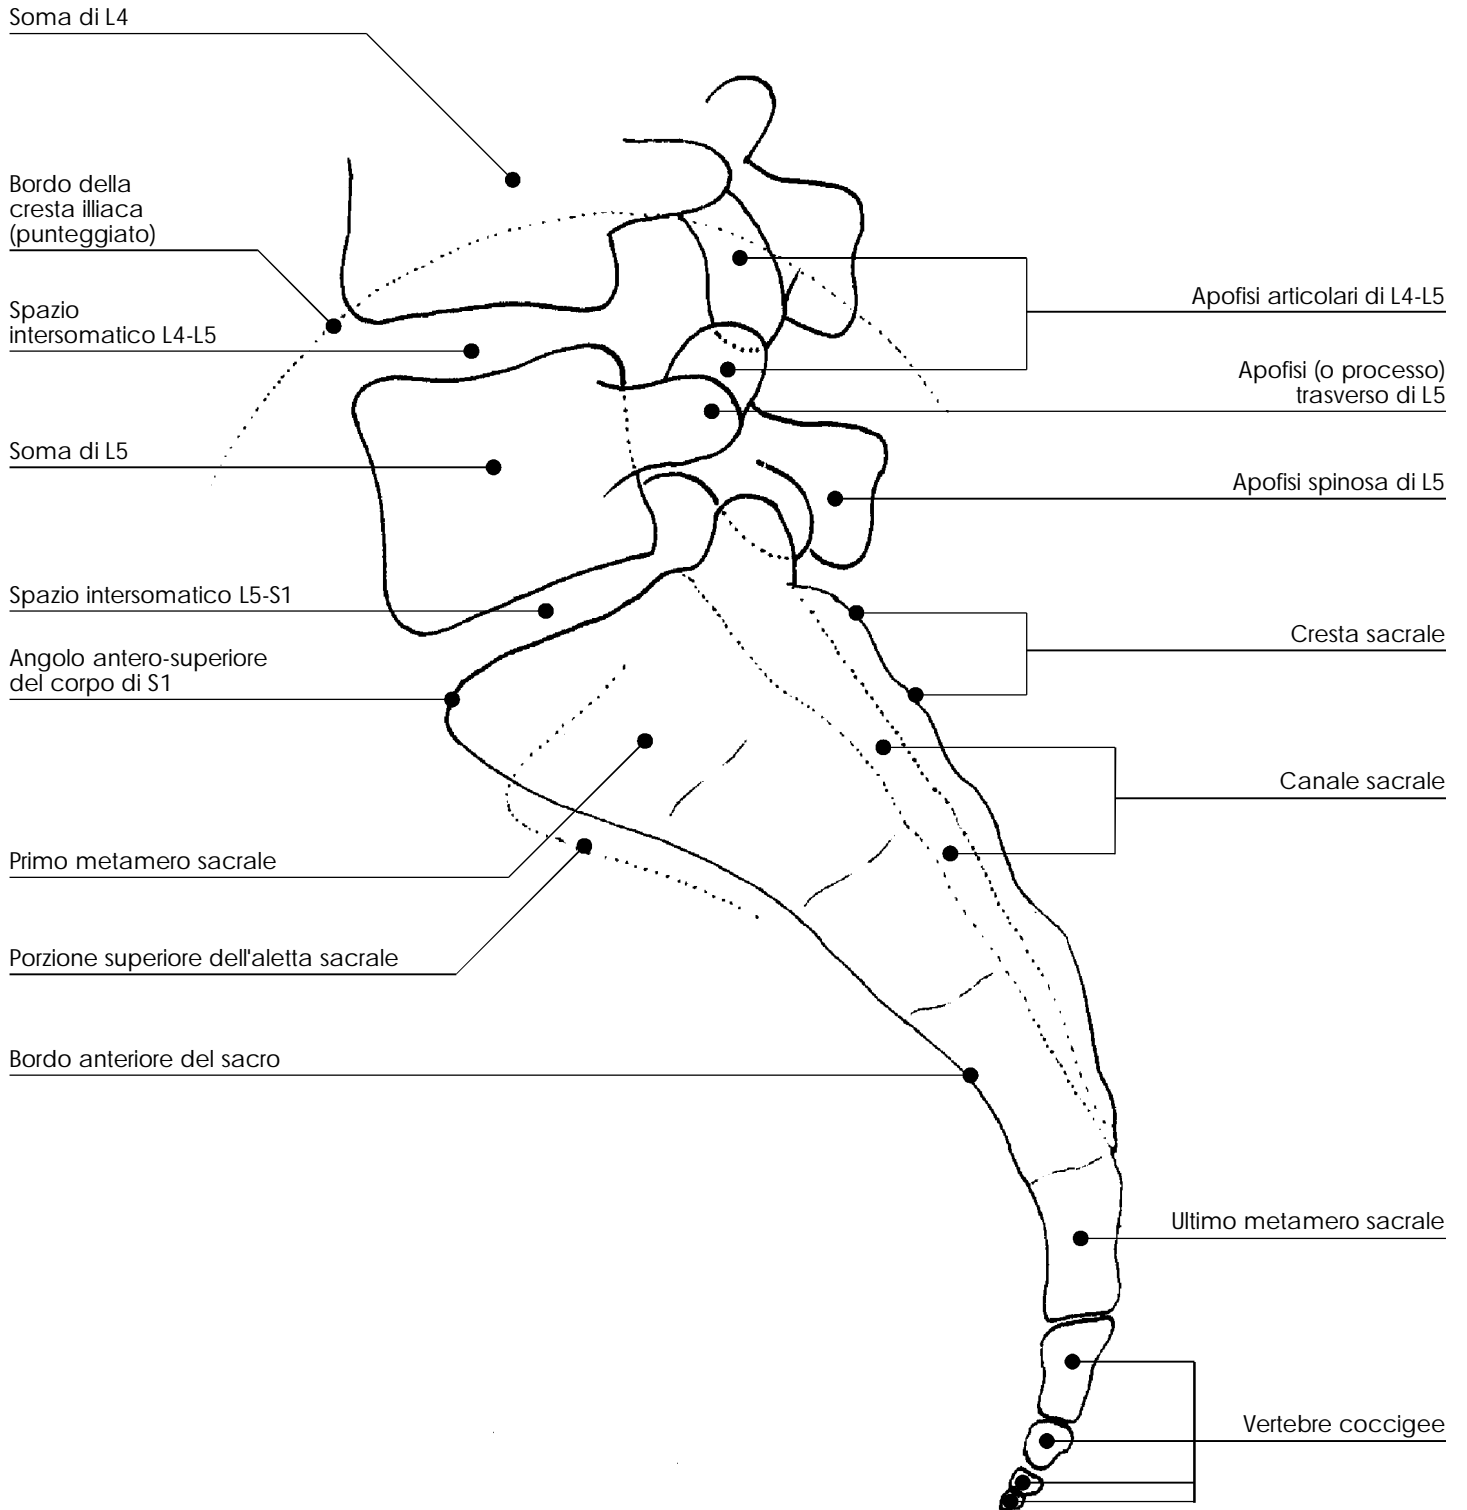 Soma di L4
Bordo della
cresta illiaca
(punteggiato)
Spazio
intersomatico L4-L5
Soma di L5
Spazio intersomatico L5-S1
Angolo antero-superiore
del corpo di S1
Primo metamero sacrale
Porzione superiore dell'aletta sacrale
Bordo anteriore del sacro
Apofisi articolari di L4-L5
Apofisi (o processo)
trasverso di L5
Apofisi spinosa di L5
Cresta sacrale
Canale sacrale
Ultimo metamero sacrale
Vertebre coccigee